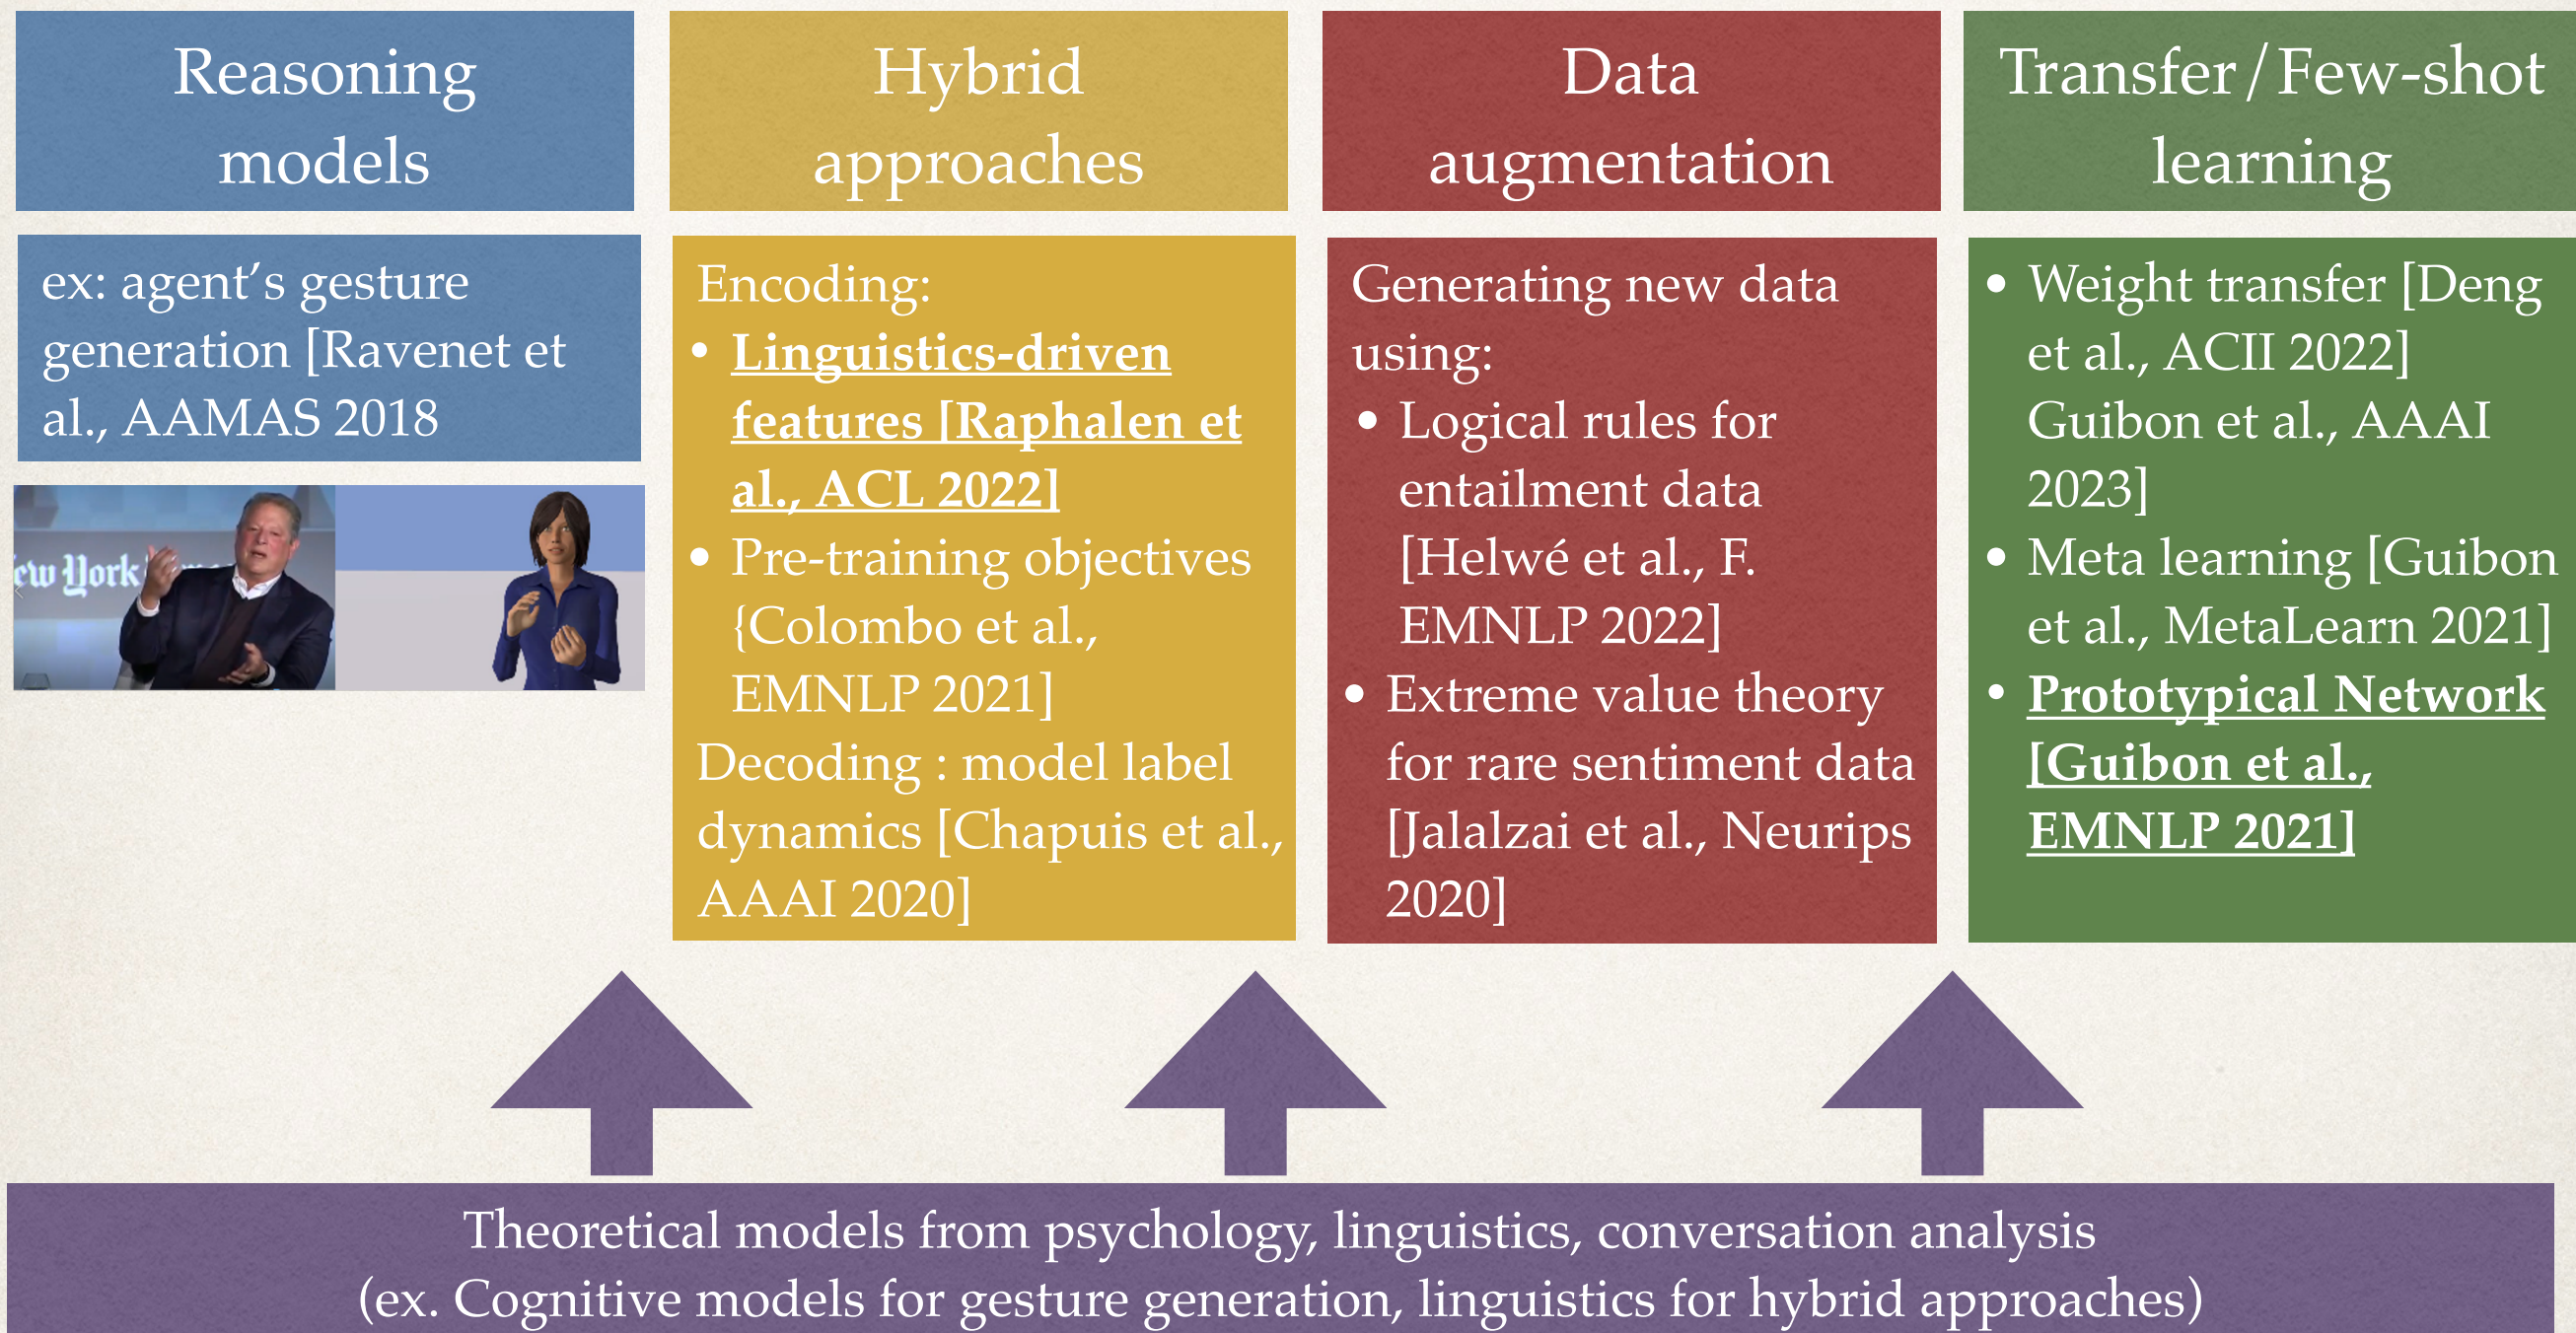 Reasoning
models
ex: agent's gesture
generation [Ravenet et
al., AAMAS 2018
ew York
Hybrid
approaches
Encoding:
• Linguistics-driven
features [Raphalen et
al., ACL 2022]
• Pre-training objectives
{Colombo et al.,
EMNLP 2021]
Decoding : model label
dynamics [Chapuis et al.,
AAAI 2020]
Data
augmentation
Generating new data
using:
• Logical rules for
entailment data
[Helwé et al., F.
EMNLP 2022]
• Extreme value theory
for rare sentiment data
[Jalalzai et al., Neurips
2020]
Transfer/Few-shot
learning
• Weight transfer [Deng
et al., ACII 2022]
Guibon et al., AAAI
2023]
• Meta learning [Guibon
et al., MetaLearn 2021]
• Prototypical Network
[Guibon et al.,
EMNLP 2021]
Theoretical models from psychology, linguistics, conversation analysis
(ex. Cognitive models for gesture generation, linguistics for hybrid approaches)